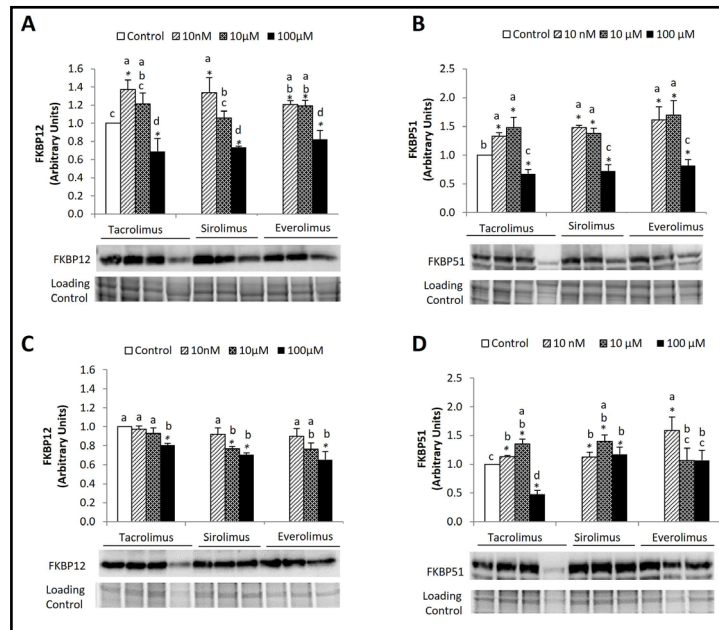 A
Control 10nM 10µM 100µM
FKBP12
(Arbitrary Units)
1.6
1.4
1.2
1.0
0.8
0.6
0.4
0.2
0.0
c
a
*
a
b
c
d
*
a
*
b
c
d
*
a
b
*
a
b
*
d
*
Tacrolimus Sirolimus Everolimus
FKBP12
Loading
Control
B
Control 10 nM 10 µM 100 µM
FKBP51
(Arbitrary Units)
2.5
2.0
1.5
1.0
0.5
0.0
b
a
*
a
*
c
*
a
*
a
*
c
*
a
*
a
*
c
*
Tacrolimus Sirolimus Everolimus
FKBP51
Loading
Control
C
Control 10nM 10µM 100µM
FKBP12
(Arbitrary Units)
1.4
1.2
1.0
0.8
0.6
0.4
0.2
0.0
a
a
a
b
*
a
b
*
b
*
a
a
b
b
*
Tacrolimus Sirolimus Everolimus
FKBP12
Loading
Control
D
Control 10 nM 10 µM 100 µM
FKBP51
(Arbitrary Units)
2.5
2.0
1.5
1.0
0.5
0.0
c
b
*
a
b
*
d
*
b
*
a
b
*
b
*
a
*
b
c
b
c
Tacrolimus Sirolimus Everolimus
FKBP51
Loading
Control